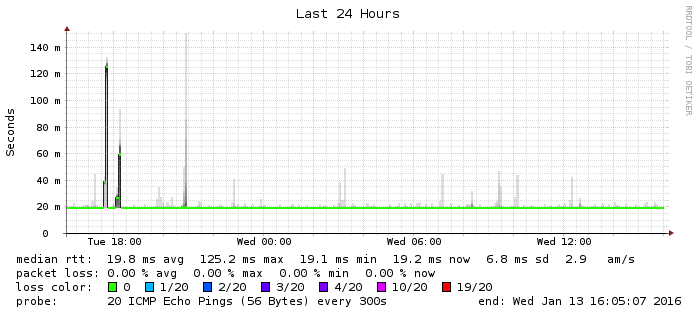 Last 24 Hours
RRDTOOL / TOBI OETIKER
Seconds
140 m
120 m
100 m
80 m
60 m
40 m
20 m
0
Tue 18:00 Wed 00:00 Wed 06:00 Wed 12:00
median rtt: 19.8 ms avg 125.2 ms max 19.1 ms min 19.2 ms now 6.8 ms sd 2.9 am/s
packet loss: 0.00 % avg 0.00 % max 0.00 % min 0.00 % now
loss color: 0 1/20 2/20 3/20 4/20 10/20 19/20
probe: 20 ICMP Echo Pings (56 Bytes) every 300s end: Wed Jan 13 16:05:07 2016